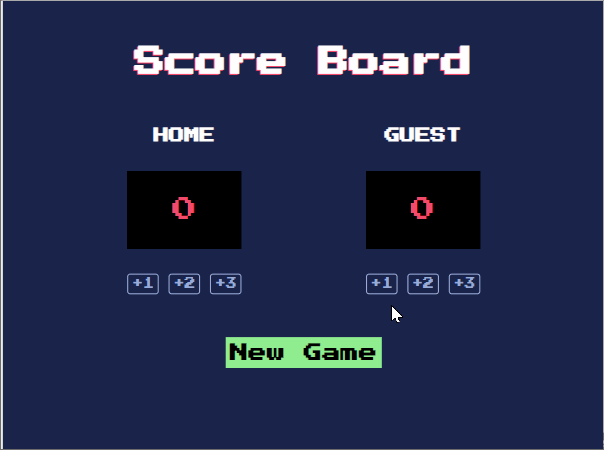 Score Board
HOME GUEST
0 0
+1 +2 +3 +1 +2 +3
New Game